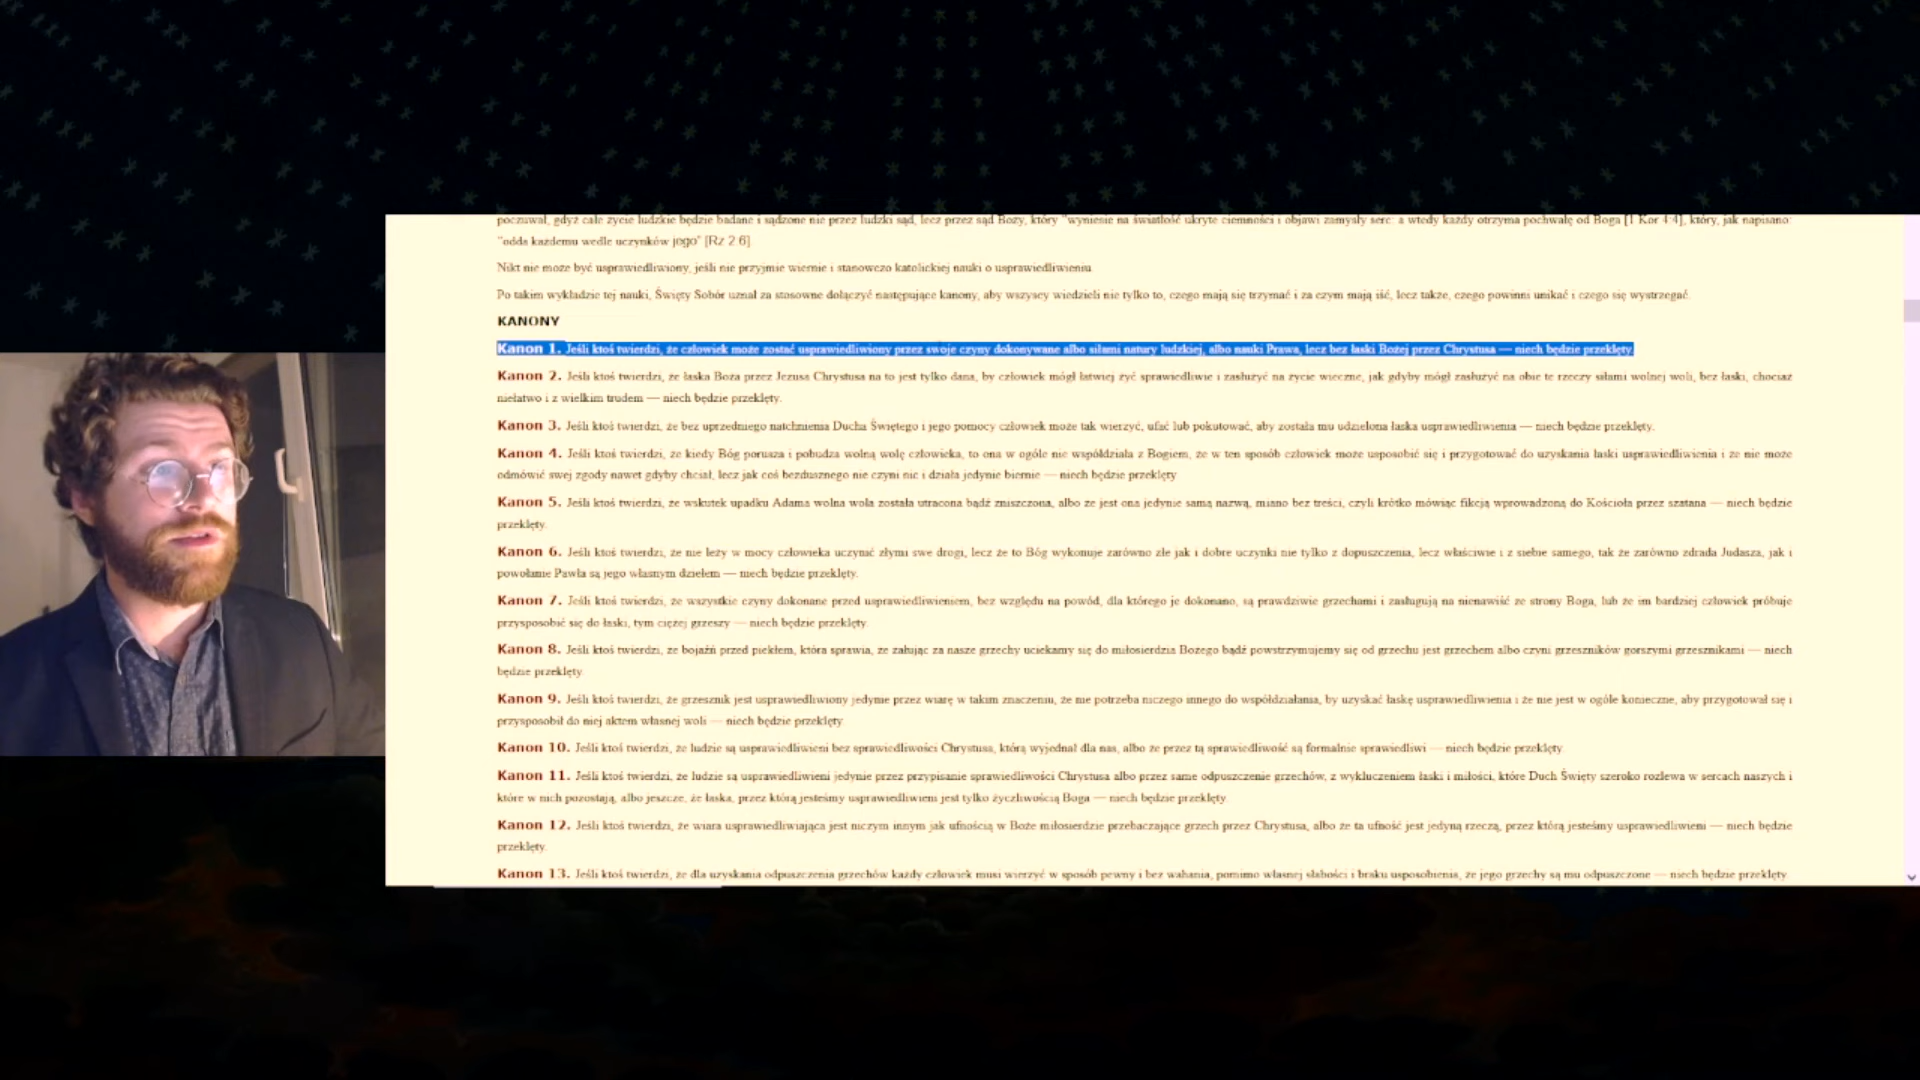 poczuwał, gdyż całe życie ludzkie będzie badane i sądzone nie przez ludzki sąd, lecz przez sąd Boży, który "wyniesie na światłość ukryte ciemności i objawi zamysły serc: a wtedy każdy otrzyma pochwałę od Boga [1 Kor 4 4], który, jak napisano:
"odda każdemu wedle uczynków jego" [Rz 2 6]
Nikt nie może być usprawiedliwiony, jeśli nie przyjmie wiernie i stanowczo katolickiej nauki o usprawiedliwieniu
Po takim wykładzie tej nauki, Święty Sobór uznał za stosowne dołączyć następujące kanony, aby wszyscy wiedzieli nie tylko to, czego mają się trzymać i za czym mają iść, lecz także, czego powinni unikać i czego się wystrzegać.
KANONY
Kanon 1. Jeśli ktoś twierdzi, że człowiek może zostać usprawiedliwiony przez swoje czyny dokonywane albo siłami natury ludzkiej, albo nauki Prawa, lecz bez łaski Bożej przez Chrystusa — niech będzie przeklęty.
Kanon 2. Jeśli ktoś twierdzi, że łaska Boża przez Jezusa Chrystusa na to jest tylko dana, by człowiek mógł łatwiej żyć sprawiedliwie i zasłużyć na życie wieczne, jak gdyby mógł zasłużyć na obie te rzeczy siłami wolnej woli, bez łaski, chociaż
niełatwo i z wielkim trudem — niech będzie przeklęty.
Kanon 3. Jeśli ktoś twierdzi, że bez uprzedniego natchnienia Ducha Świętego i jego pomocy człowiek może tak wierzyć, ufać lub pokutować, aby została mu udzielona łaska usprawiedliwienia — niech będzie przeklęty.
Kanon 4. Jeśli ktoś twierdzi, że kiedy Bóg porusza i pobudza wolną wolę człowieka, to ona w ogóle nie współdziała z Bogiem, że w ten sposób człowiek może usposobić się i przygotować do uzyskania łaski usprawiedliwienia i że nie może
odmówić swej zgody nawet gdyby chciał, lecz jak coś bezdusznego nie czyni nic i działa jedynie biernie — niech będzie przeklęty
Kanon 5. Jeśli ktoś twierdzi, że wskutek upadku Adama wolna wola została utracona bądź zniszczona, albo że jest ona jedynie samą nazwą, miano bez treści, czyli krótko mówiąc fikcją wprowadzoną do Kościoła przez szatana — niech będzie
przeklęty.
Kanon 6. Jeśli ktoś twierdzi, że nie leży w mocy człowieka uczynać złymi swe drogi, lecz że to Bóg wykonuje zarówno złe jak i dobre uczynki nie tylko z dopuszczenia, lecz właściwie i z siebie samego, tak że zarówno zdrada Judasza, jak i
powołanie Pawła są jego własnym dziełem — niech będzie przeklęty.
Kanon 7. Jeśli ktoś twierdzi, że wszystkie czyny dokonane przed usprawiedliwieniem, bez względu na powód, dla którego je dokonano, są prawdziwie grzechami i zasługują na nienawiść ze strony Boga, lub że im bardziej człowiek próbuje
przysposobić się do łaski, tym ciężej grzeszy — niech będzie przeklęty
Kanon 8. Jeśli ktoś twierdzi, że bojaźń przed piekłem, która sprawia, że żałując za nasze grzechy uciekamy się do miłosierdzia Bożego bądź powstrzymujemy się od grzechu jest grzechem albo czyni grzeszników gorszymi grzesznikami — niech
będzie przeklęty
Kanon 9. Jeśli ktoś twierdzi, że grzesznik jest usprawiedliwiony jedynie przez wiarę w takim znaczeniu, że nie potrzeba niczego innego do współdziałania, by uzyskać łaskę usprawiedliwienia i że nie jest w ogóle konieczne, aby przygotował się i
przysposobił do niej aktem własnej woli — niech będzie przeklęty
Kanon 10. Jeśli ktoś twierdzi, że ludzie są usprawiedliwieni bez sprawiedliwości Chrystusa, którą wyjednał dla nas, albo że przez tą sprawiedliwość są formalnie sprawiedliwi — niech będzie przeklęty.
Kanon 11. Jeśli ktoś twierdzi, że ludzie są usprawiedliwieni jedynie przez przypisanie sprawiedliwości Chrystusa albo przez same odpuszczenie grzechów, z wykluczeniem łaski i miłości, które Duch Święty szeroko rozlewa w sercach naszych i
które w nich pozostają, albo jeszcze, że łaska, przez którą jesteśmy usprawiedliwieni jest tylko życzliwością Boga — niech będzie przeklęty.
Kanon 12. Jeśli ktoś twierdzi, że wiara usprawiedliwiająca jest niczym innym jak ufnością w Boże miłosierdzie przebaczające grzech przez Chrystusa, albo że ta ufność jest jedyną rzeczą, przez którą jesteśmy usprawiedliwieni — niech będzie
przeklęty.
Kanon 13. Jeśli ktoś twierdzi, że dla uzyskania odpuszczenia grzechów każdy człowiek musi wierzyć w sposób pewny i bez wahania, pomimo własnej słabości i braku usposobienia, że jego grzechy są mu odpuszczone — niech będzie przeklęty.